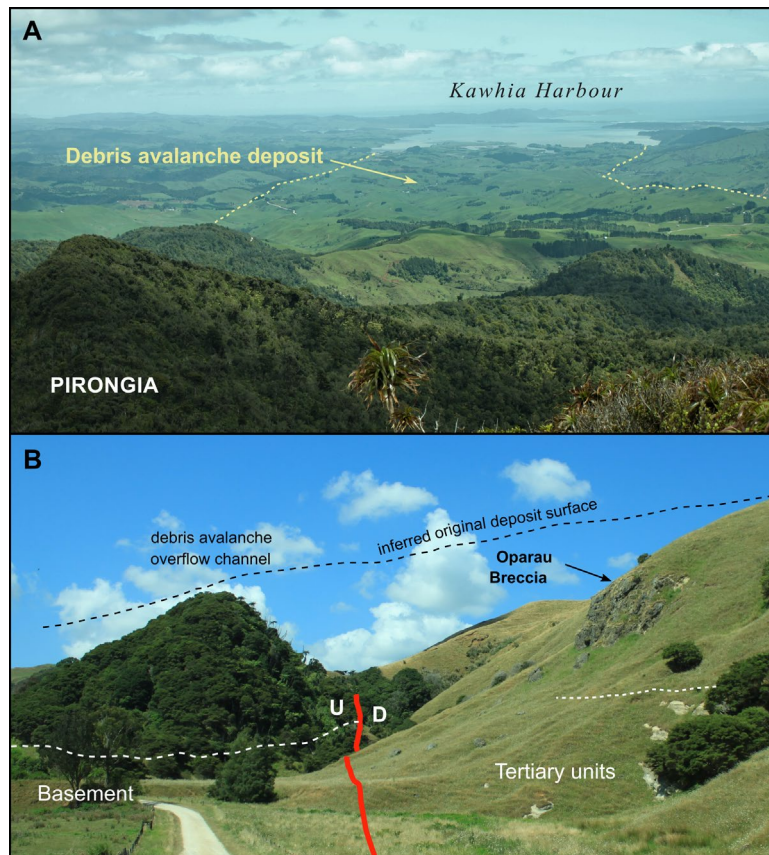 A
Kawhia Harbour
Debris avalanche deposit
PIRONGIA
B
debris avalanche
overflow channel
inferred original deposit surface
Oparau
Breccia
U D
Tertiary units
Basement